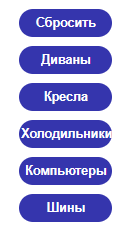 Сбросить
Диваны
Кресла
Холодильники
Компьютеры
Шины